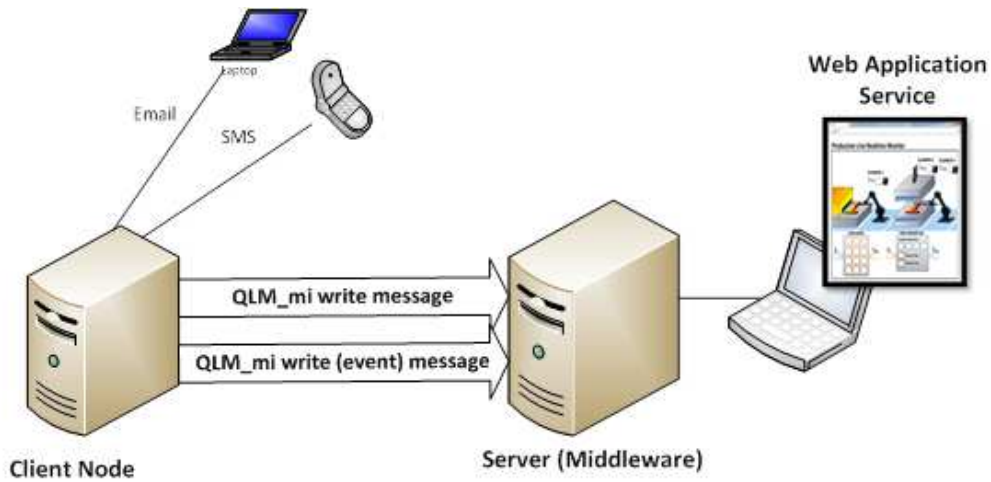 Laptop
Email
SMS
Web Application
Service
QLM_mi write message
QLM_mi write (event) message
Client Node
Server (Middleware)